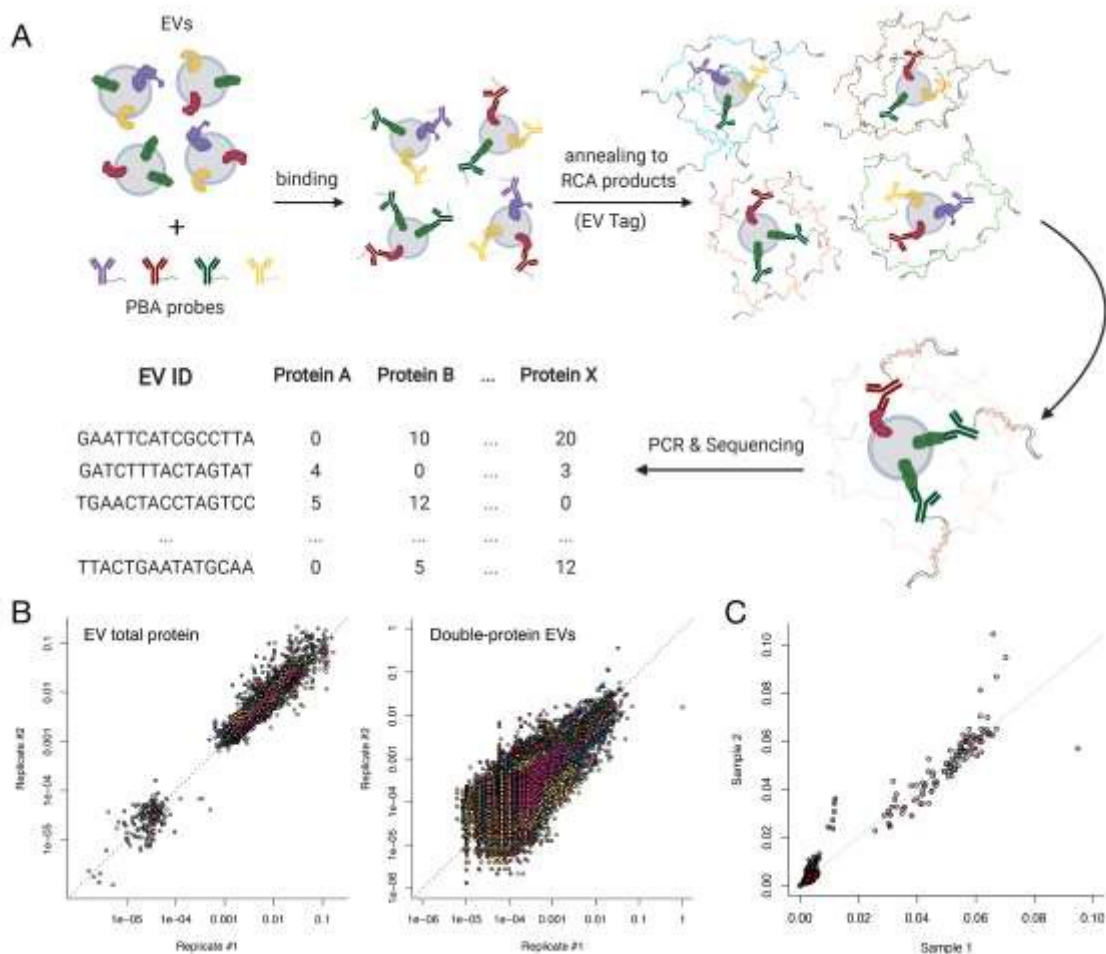 A
EVs
+
PBA probes
binding
annealing to
RCA products
(EV Tag)
PCR & Sequencing
EV ID Protein A Protein B ... Protein X
GAATTCATCGCCTTA 0 10 ... 20
GATCTTTACTAGTAT 4 0 ... 3
TGAACTACCTAGTCC 5 12 ... 0
... ... ... ... ...
TTACTGAATATGCAA 0 5 ... 12
B
EV total protein
Replicate #2
0.1
0.01
0.001
1e-04
1e-05
1e-05 1e-04 0.001 0.01 0.1
Replicate #1
Double-protein EVs
Replicate #2
1
0.1
0.001
1e-04
1e-05
1e-06
1e-06 1e-05 1e-04 0.001 0.01 0.1 1
Replicate #1
C
Sample 2
0.10
0.08
0.06
0.04
0.02
0.00
0.00 0.02 0.04 0.06 0.08 0.10
Sample 1